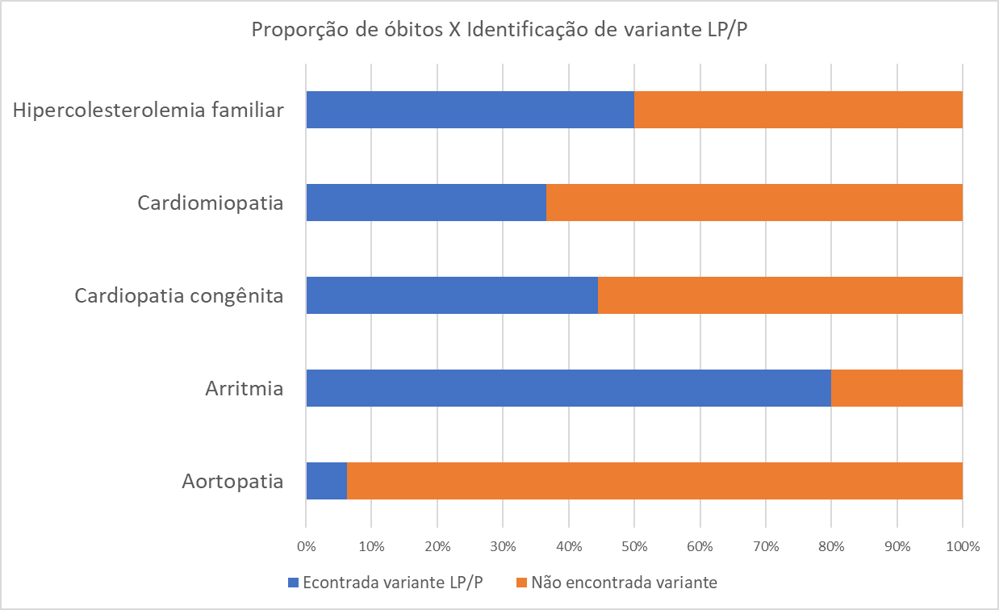 Proporção de óbitos X Identificação de variante LP/P
Hipercolesterolemia familiar
Cardiomiopatia
Cardiopatia congênita
Arritmia
Aortopatia
0% 10% 20% 30% 40% 50% 60% 70% 80% 90% 100%
Econtrada variante LP/P Não encontrada variante